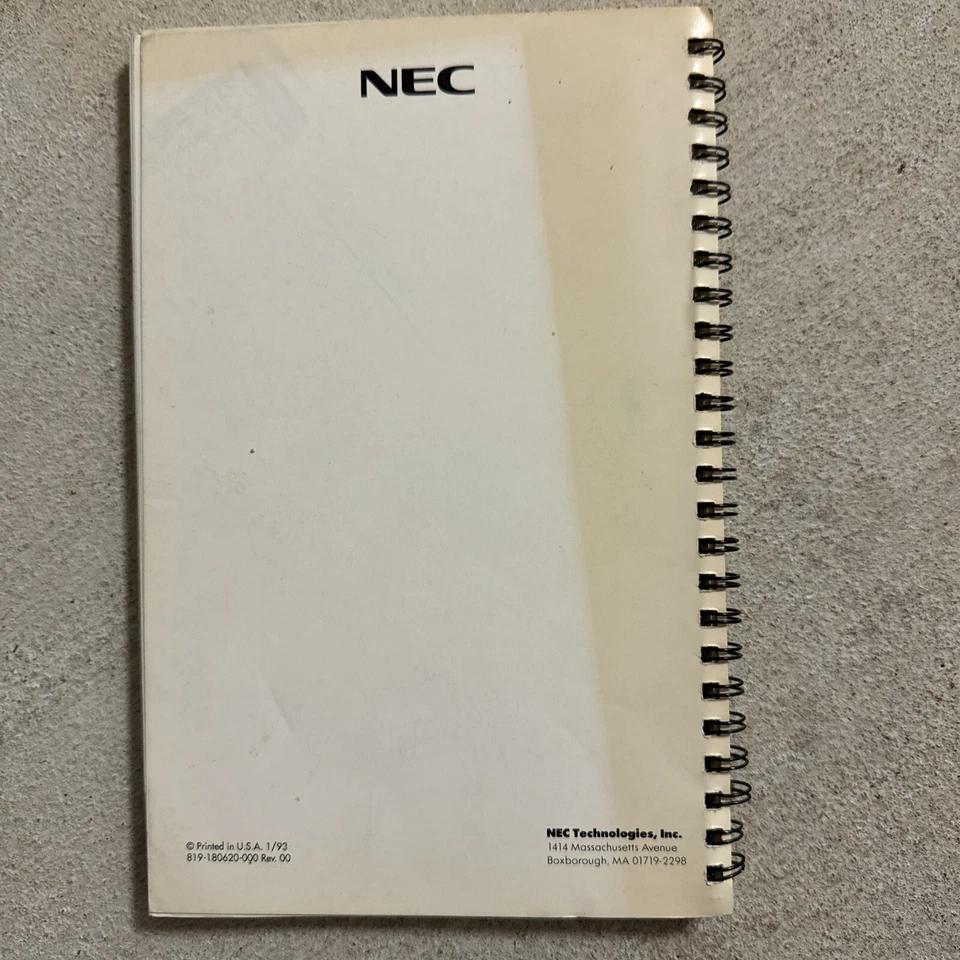 NEC
© Printed in U.S.A. 1/93
819-180620-000 Rev. 00
NEC Technologies, Inc.
1414 Massachusetts Avenue
Boxborough, MA 01719-2298